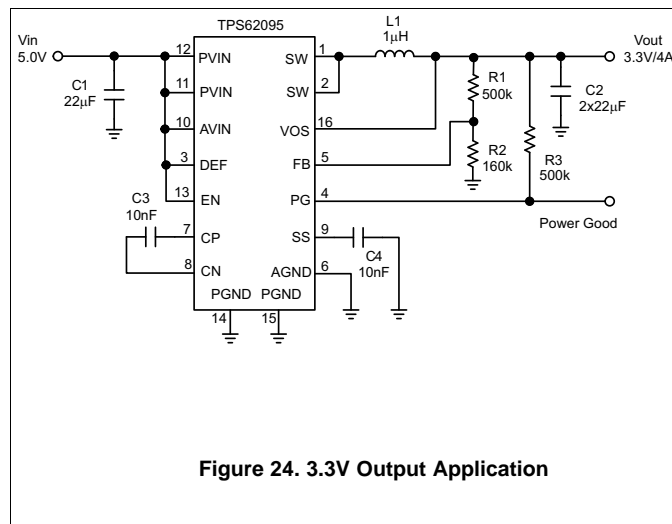 TPS62095
Vin
5.0V
C1
22μF
12
PVIN
11
PVIN
10
AVIN
3
DEF
13
EN
C3
10nF
7
CP
8
CN
PGND
PGND
14
15
SW
1
SW
2
VOS
16
FB
5
PG
4
SS
9
AGND
6
C4
10nF
L1
1μH
R1
500k
R2
160k
R3
500k
C2
2x22μF
Vout
3.3V/4A
Power Good
Figure 24. 3.3V Output Application